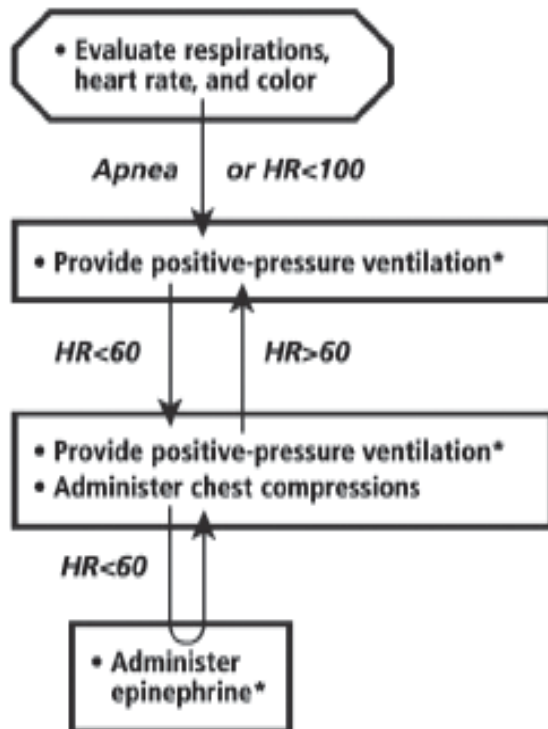 • Evaluate respirations,
heart rate, and color
Apnea or HR<100
• Provide positive-pressure ventilation*
HR<60 HR>60
• Provide positive-pressure ventilation*
• Administer chest compressions
HR<60
• Administer
epinephrine*